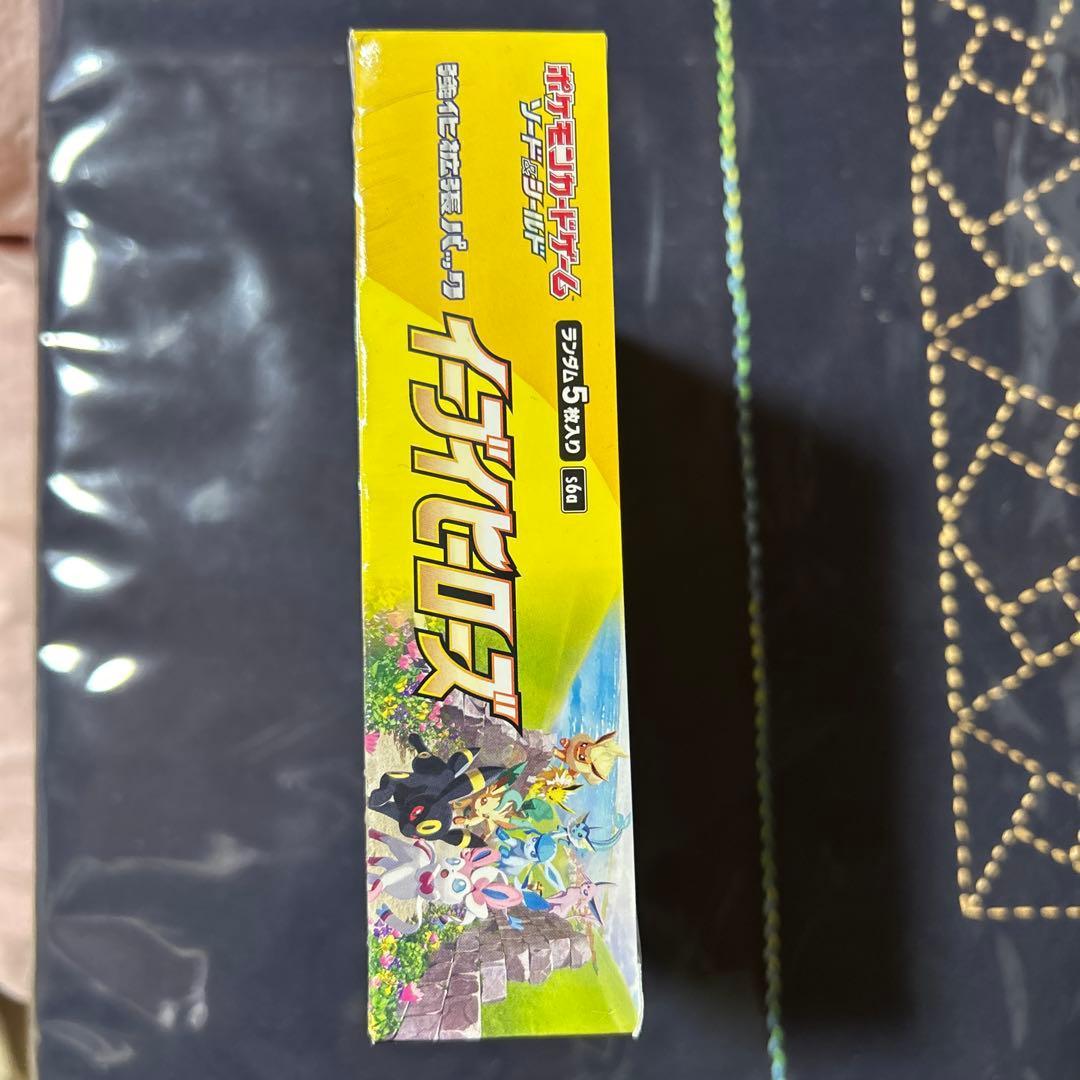 ポケモンカードゲーム
ソード&シールド
ランダム5枚入り
s6a
強化拡張パック
イーブイヒーローズ